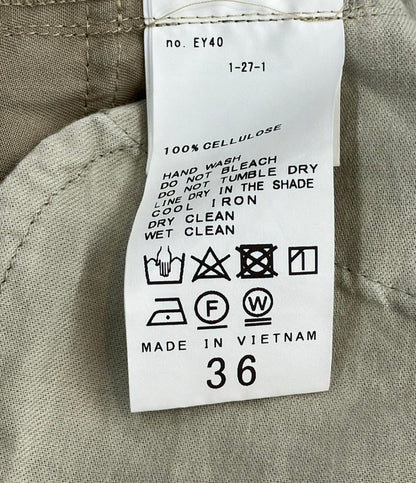 no. EY40
1-27-1
100% CELLULOSE
HAND WASH
DO NOT BLEACH
DO NOT TUMBLE DRY
LINE DRY IN THE SHADE
COOL IRON
DRY CLEAN
WET CLEAN
F W
MADE IN VIETNAM
36